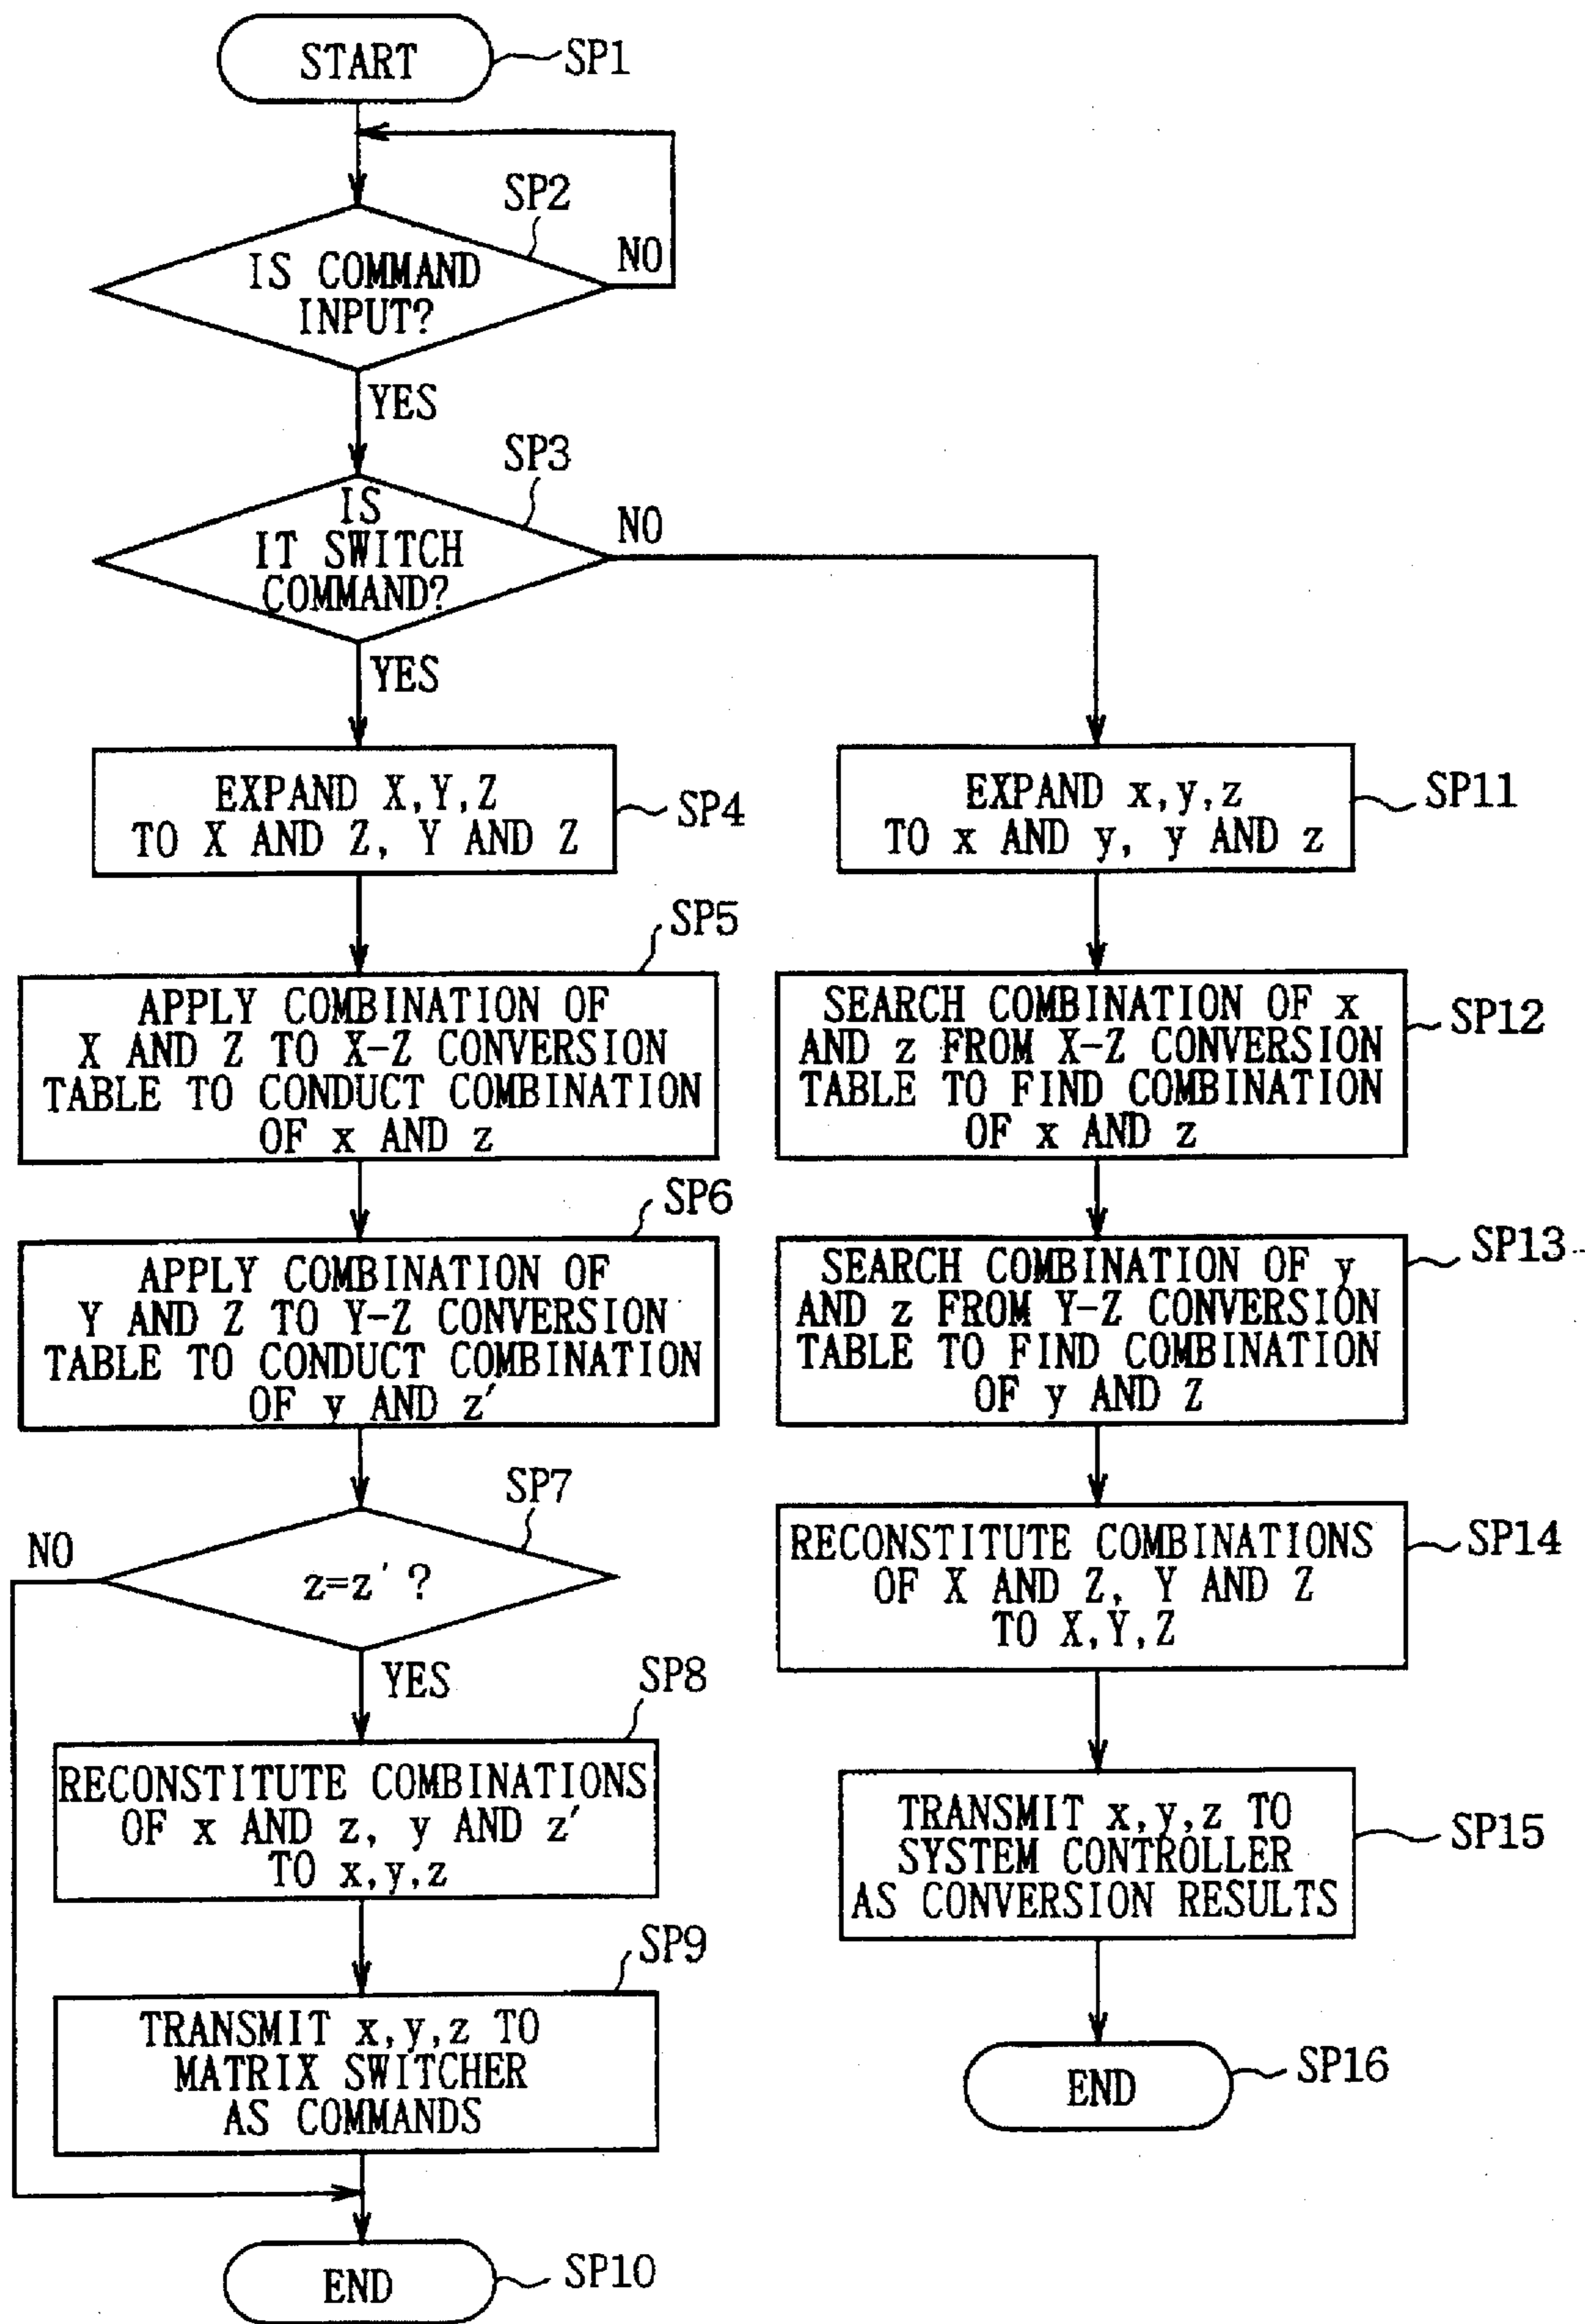 START
SP1
SP2
IS COMMAND
INPUT?
NO
YES
SP3
IS
IT SWITCH
COMMAND?
NO
YES
EXPAND X,Y,Z
TO X AND Z, Y AND Z
SP4
SP5
APPLY COMBINATION OF
X AND Z TO X-Z CONVERSION
TABLE TO CONDUCT COMBINATION
OF x AND z
SP6
APPLY COMBINATION OF
Y AND Z TO Y-Z CONVERSION
TABLE TO CONDUCT COMBINATION
OF y AND z'
SP7
NO
z=z' ?
YES
SP8
RECONSTITUTE COMBINATIONS
OF x AND z, y AND z'
TO x,y,z
SP9
TRANSMIT x,y,z TO
MATRIX SWITCHER
AS COMMANDS
END
SP10
EXPAND x,y,z
TO x AND y, y AND z
SP11
SEARCH COMBINATION OF x
AND z FROM X-Z CONVERSION
TABLE TO FIND COMBINATION
OF x AND z
SP12
SEARCH COMBINATION OF y
AND z FROM Y-Z CONVERSION
TABLE TO FIND COMBINATION
OF y AND Z
SP13
RECONSTITUTE COMBINATIONS
OF X AND Z, Y AND Z
TO X,Y,Z
SP14
TRANSMIT x,y,z TO
SYSTEM CONTROLLER
AS CONVERSION RESULTS
SP15
END
SP16